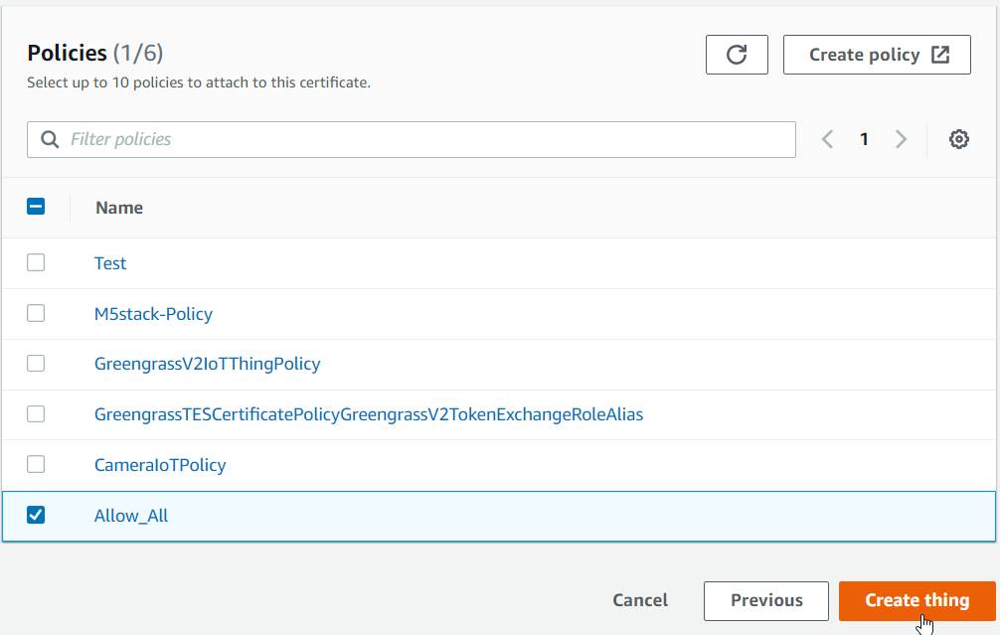 Policies (1/6)
Select up to 10 policies to attach to this certificate.
Create policy
Filter policies
1
Name
Test
M5stack-Policy
GreengrassV2IoTThingPolicy
GreengrassTESCertificatePolicyGreengrassV2TokenExchangeRoleAlias
CameraIoTPolicy
Allow_All
Cancel
Previous
Create thing